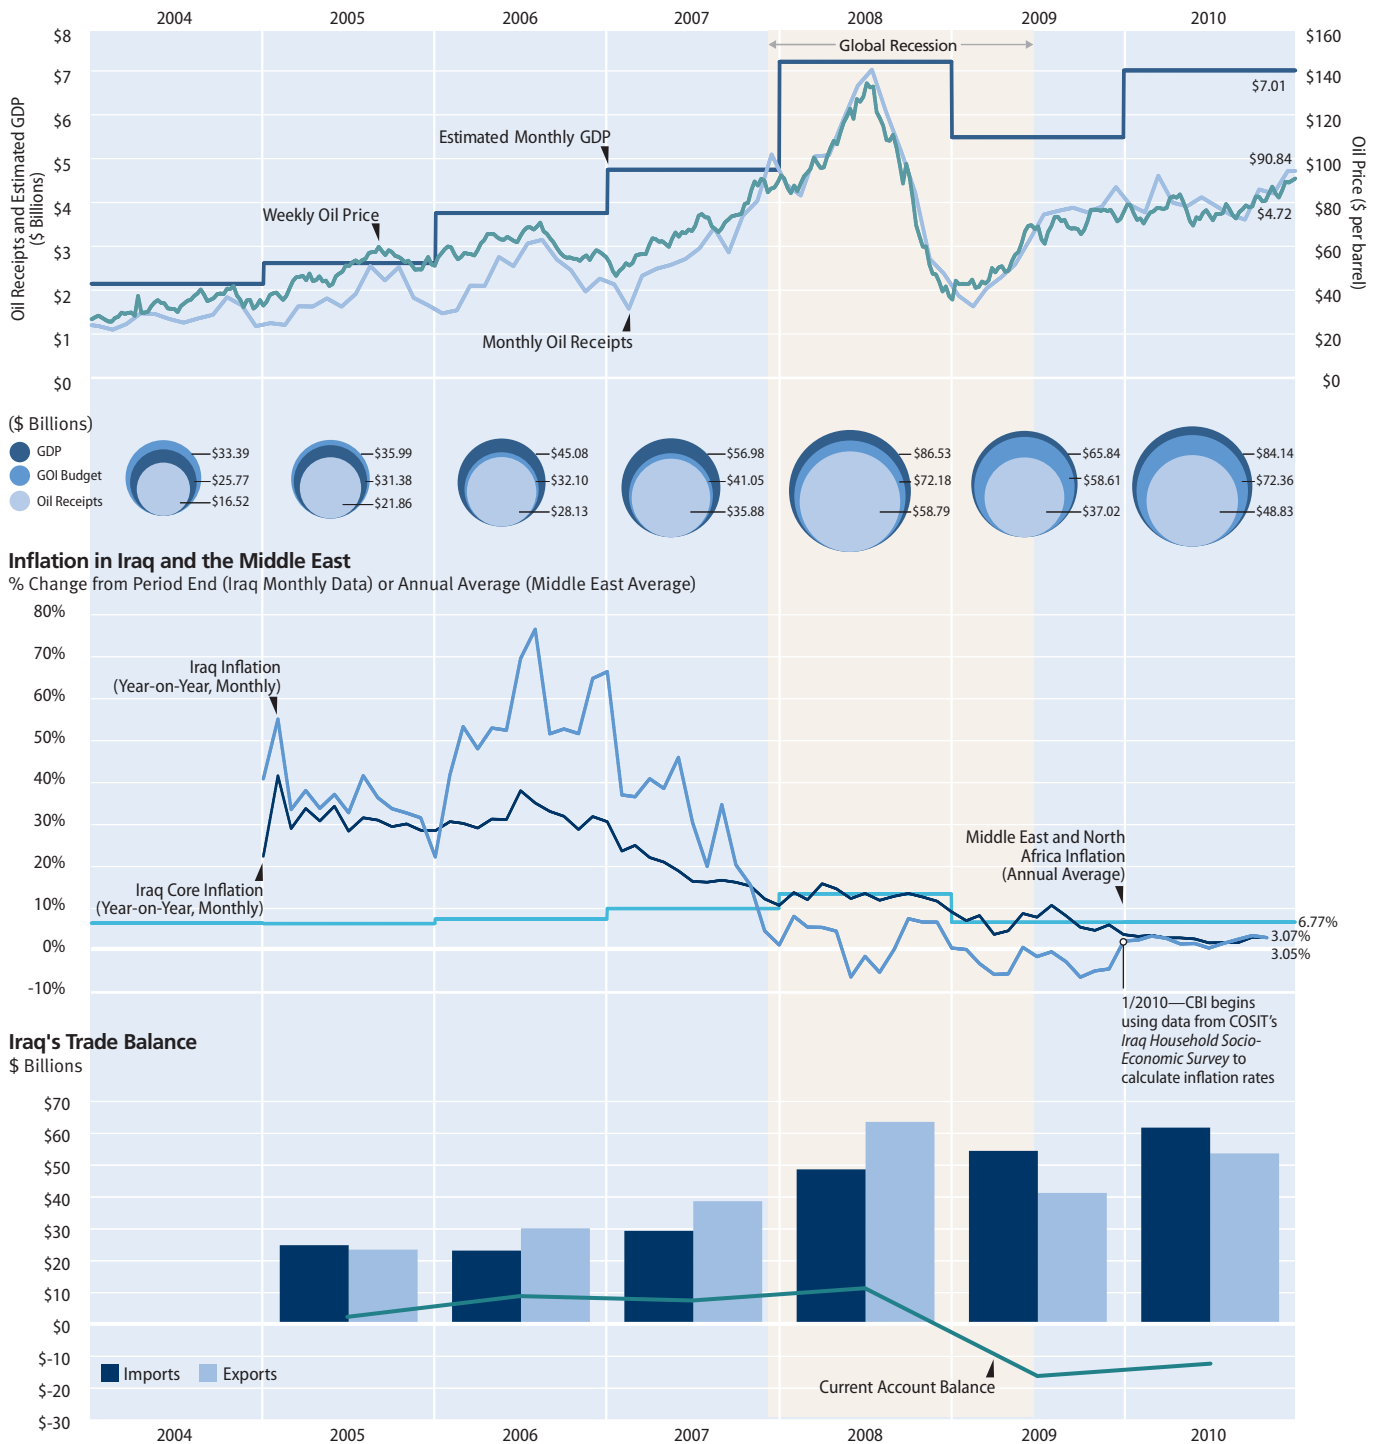 2004 2005 2006 2007 2008 2009 2010
$8 $160
Global Recession
$7 $140
$7.01
$6 $120
Estimated Monthly GDP
$5 $100
$90.84
$4 $80
Weekly Oil Price
$4.72
$3 $60
$2 $40
$1 $20
Monthly Oil Receipts
$0 $0
Oil Receipts and Estimated GDP
($ Billions)
Oil Price ($ per barrel)
($ Billions)
GDP
GOI Budget
Oil Receipts
$33.39 $35.99 $45.08 $56.98 $86.53 $65.84 $84.14
$25.77 $31.38 $32.10 $41.05 $72.18 $58.61 $72.36
$16.52 $21.86 $28.13 $35.88 $58.79 $37.02 $48.83
Inflation in Iraq and the Middle East
% Change from Period End (Iraq Monthly Data) or Annual Average (Middle East Average)
80%
70%
60%
50%
40%
30%
20%
10%
0%
-10%
Iraq Inflation
(Year-on-Year, Monthly)
Iraq Core Inflation
(Year-on-Year, Monthly)
Middle East and North
Africa Inflation
(Annual Average)
6.77%
3.07%
3.05%
1/2010—CBI begins
using data from COSIT's
Iraq Household Socio-
Economic Survey to
calculate inflation rates
Iraq's Trade Balance
$ Billions
$70
$60
$50
$40
$30
$20
$10
$0
$-10
$-20
$-30
Imports Exports
Current Account Balance
2004 2005 2006 2007 2008 2009 2010